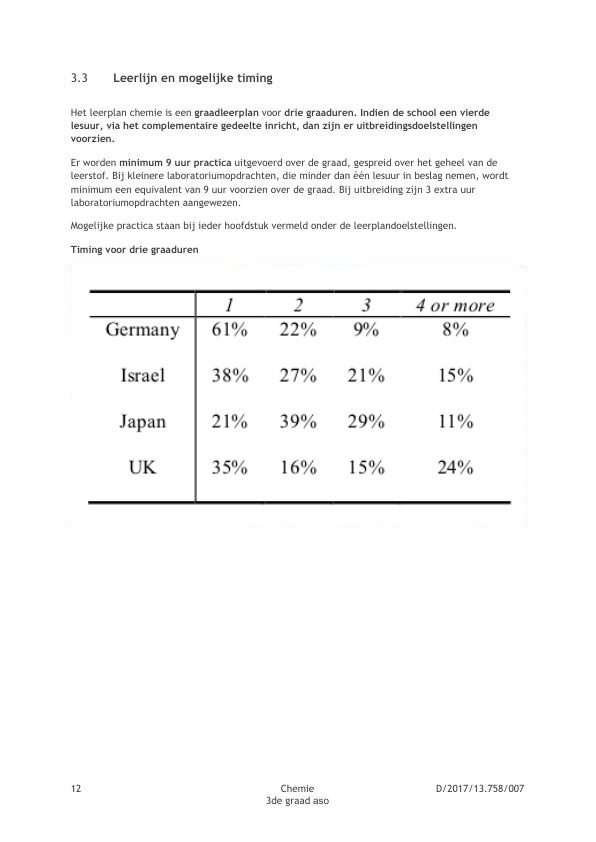 3.3 Leerlijn en mogelijke timing
Het leerplan chemie is een graadleerplan voor drie graaduren. Indien de school een vierde
lesuur, via het complementaire gedeelte inricht, dan zijn er uitbreidingsdoelstellingen
voorzien.
Er worden minimum 9 uur practica uitgevoerd over de graad, gespreid over het geheel van de
leerstof. Bij kleinere laboratoriumopdrachten, die minder dan één lesuur in beslag nemen, wordt
minimum een equivalent van 9 uur voorzien over de graad. Bij uitbreiding zijn 3 extra uur
laboratoriumopdrachten aangewezen.
Mogelijke practica staan bij ieder hoofdstuk vermeld onder de leerplandoelstellingen.
Timing voor drie graaduren
1 2 3 4 or more
Germany 61% 22% 9% 8%
Israel 38% 27% 21% 15%
Japan 21% 39% 29% 11%
UK 35% 16% 15% 24%
12 Chemie D/2017/13.758/007
3de graad aso